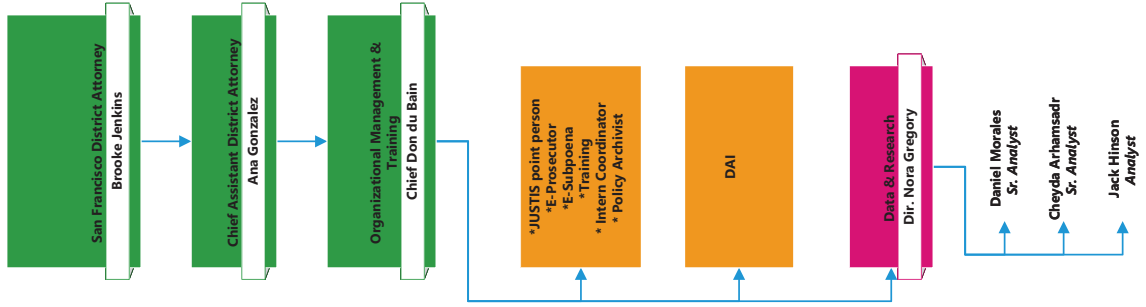 San Francisco District Attorney
Brooke Jenkins
Chief Assistant District Attorney
Ana Gonzalez
Organizational Management &
Training
Chief Don du Bain
*JUSTIS point person
*E-Prosecutor
*E-Subpoena
*Training
* Intern Coordinator
* Policy Archivist
DAI
Data & Research
Dir. Nora Gregory
Daniel Morales
Sr. Analyst
Cheyda Arhamsadr
Sr. Analyst
Jack Hinson
Analyst